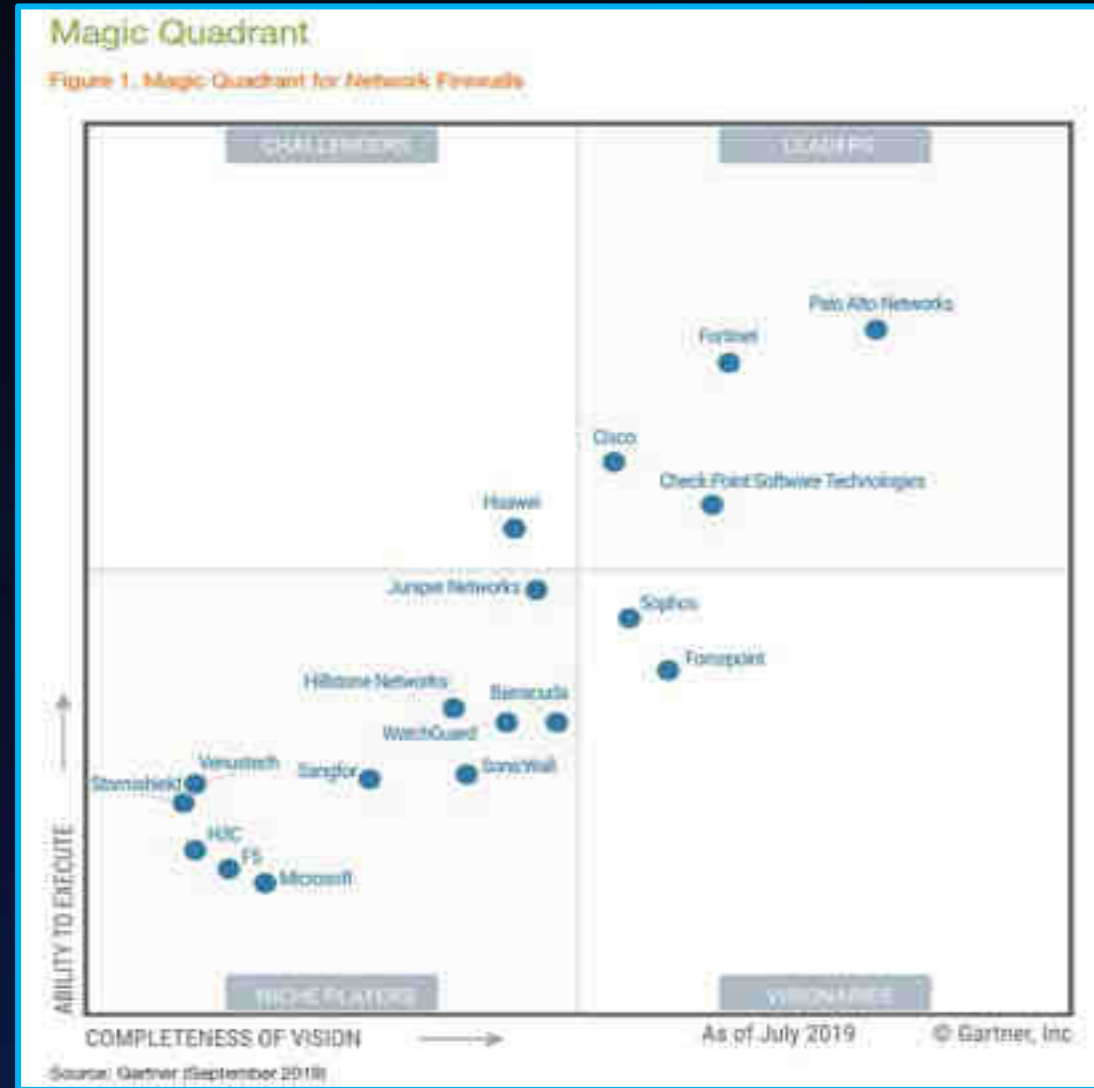 Magic Quadrant
Figure 1. Magic Quadrant for Network Firewalls
CHALLENGERS
LEADERS
Palo Alto Networks
Fortinet
Cisco
Check Point Software Technologies
Huawei
Juniper Networks
Sophos
Forcepoint
Hillstone Networks
Barracuda
WatchGuard
Venustech
Sangfor
SonicWall
Stormshield
H3C
F5
Microsoft
ABILITY TO EXECUTE
NICHE PLAYERS
VISIONARIES
COMPLETENESS OF VISION
As of July 2019
© Gartner, Inc
Source: Gartner (September 2019)